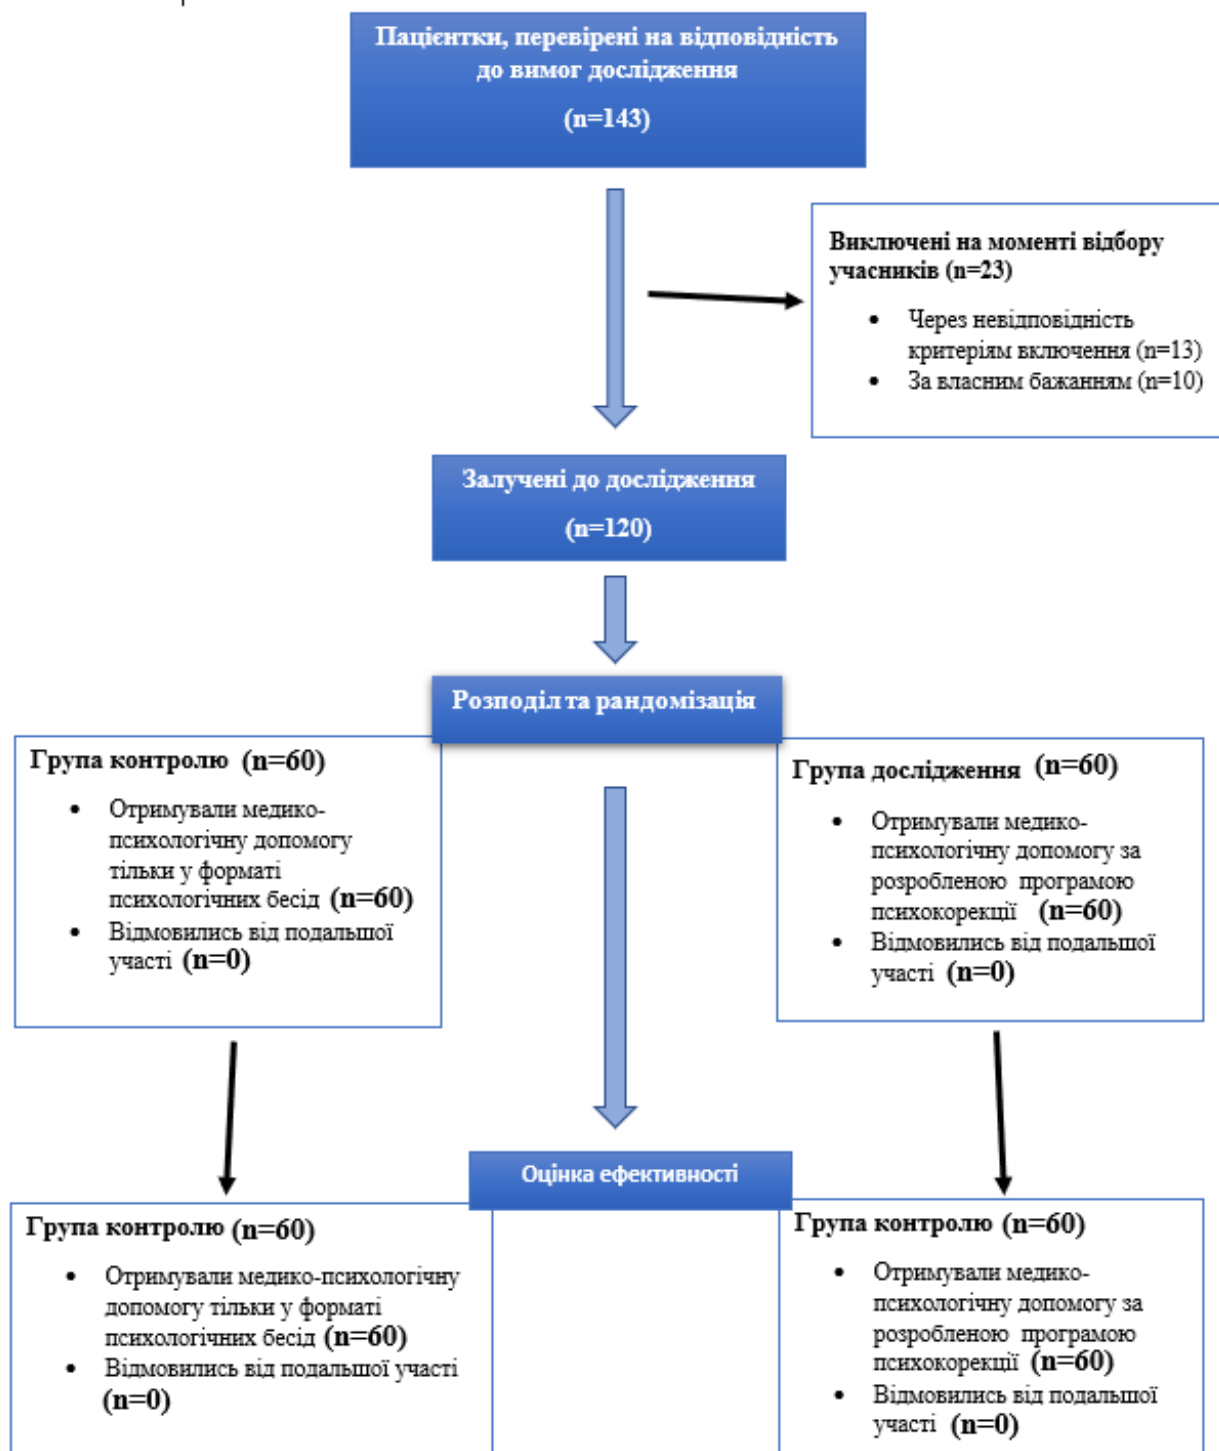 Пацієнтки, перевірені на відповідність
до вимог дослідження
(n=143)
Виключені на моменті відбору
учасників (n=23)
• Через невідповідність
критеріям включення (n=13)
• За власним бажанням (n=10)
Залучені до дослідження
(n=120)
Розподіл та рандомізація
Група контролю (n=60)
• Отримували медико-
психологічну допомогу
тільки у форматі
психологічних бесід (n=60)
• Відмовились від подальшої
участі (n=0)
Група дослідження (n=60)
• Отримували медико-
психологічну допомогу за
розробленою програмою
психокорекції (n=60)
• Відмовились від подальшої
участі (n=0)
Оцінка ефективності
Група контролю (n=60)
• Отримували медико-психологічну
допомогу тільки у форматі
психологічних бесід (n=60)
• Відмовились від подальшої участі
(n=0)
Група контролю (n=60)
• Отримували медико-
психологічну допомогу за
розробленою програмою
психокорекції (n=60)
• Відмовились від подальшої
участі (n=0)